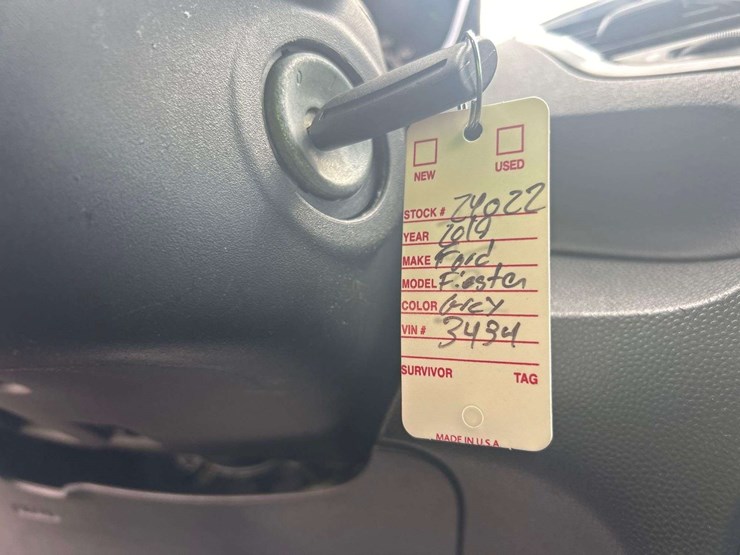 NEW USED
STOCK # 24022
YEAR 2019
MAKE Ford
MODEL Fiesta
COLOR Grey
VIN # 3494
SURVIVOR TAG
MADE IN U.S.A